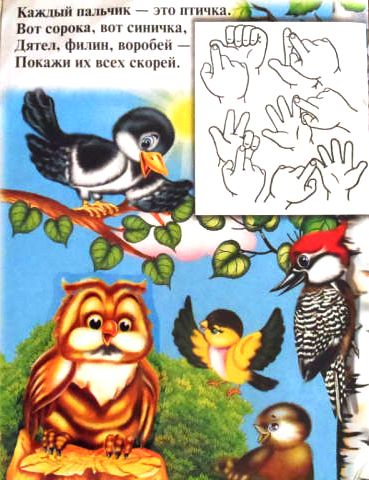 Каждый пальчик — это птичка.
Вот сорока, вот синичка,
Дятел, филин, воробей —
Покажи их всех скорей.